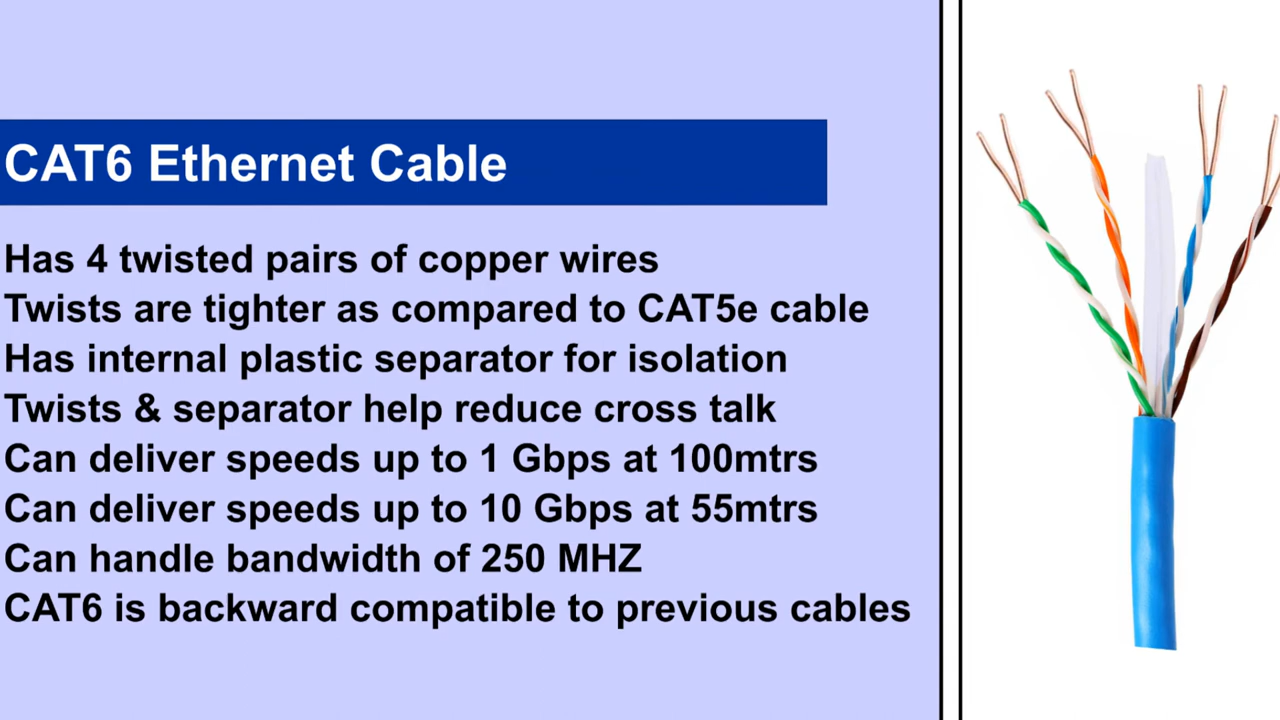 CAT6 Ethernet Cable
Has 4 twisted pairs of copper wires
Twists are tighter as compared to CAT5e cable
Has internal plastic separator for isolation
Twists & separator help reduce cross talk
Can deliver speeds up to 1 Gbps at 100mtrs
Can deliver speeds up to 10 Gbps at 55mtrs
Can handle bandwidth of 250 MHZ
CAT6 is backward compatible to previous cables